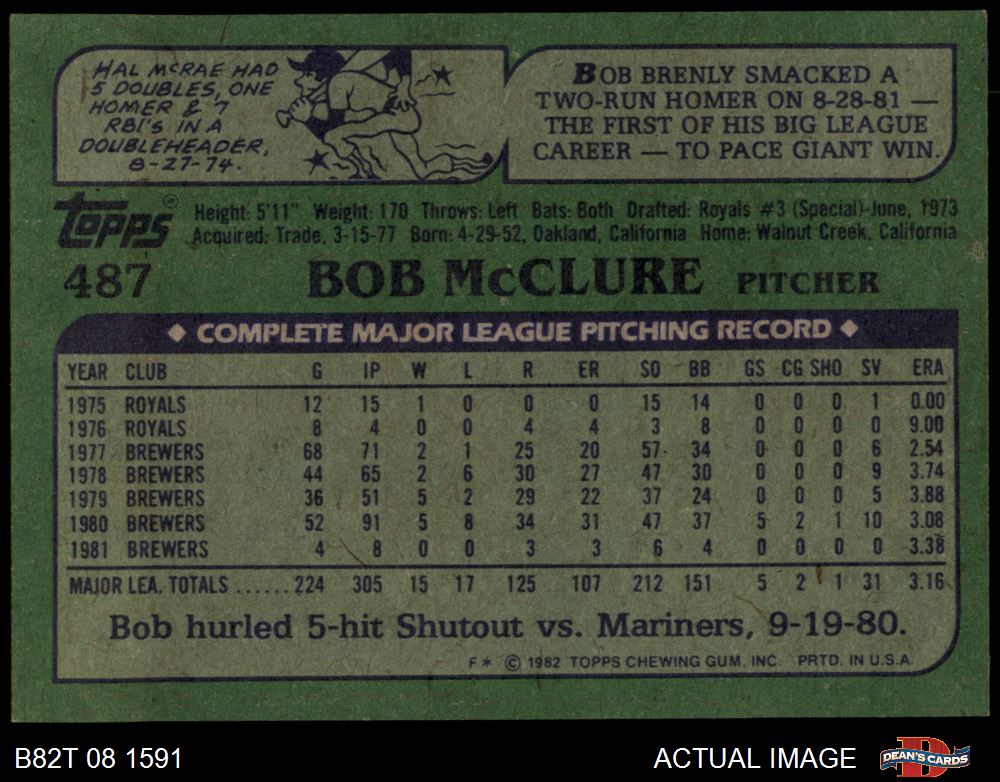 HAL McRAE HAD
5 DOUBLES, ONE
HOMER & 7
RBI'S IN A
DOUBLEHEADER,
8-27-74.
BOB BRENLY SMACKED A
TWO-RUN HOMER ON 8-28-81 —
THE FIRST OF HIS BIG LEAGUE
CAREER — TO PACE GIANT WIN.
TOPPS®
Height: 5'11" Weight: 170 Throws: Left Bats: Both Drafted: Royals #3 (Special)-June, 1973
Acquired: Trade, 3-15-77 Born: 4-29-52, Oakland, California Home: Walnut Creek, California
487 BOB McCLURE PITCHER
◆ COMPLETE MAJOR LEAGUE PITCHING RECORD ◆
YEAR CLUB G IP W L R ER SO BB GS CG SHO SV ERA
1975 ROYALS 12 15 1 0 0 0 15 14 0 0 0 1 0.00
1976 ROYALS 8 4 0 0 4 4 3 8 0 0 0 0 9.00
1977 BREWERS 68 71 2 1 25 20 57 34 0 0 0 6 2.54
1978 BREWERS 44 65 2 6 30 27 47 30 0 0 0 9 3.74
1979 BREWERS 36 51 5 2 29 22 37 24 0 0 0 5 3.88
1980 BREWERS 52 91 5 8 34 31 47 37 5 2 1 10 3.08
1981 BREWERS 4 8 0 0 3 3 6 4 0 0 0 0 3.38
MAJOR LEA. TOTALS ......224 305 15 17 125 107 212 151 5 2 1 31 3.16
Bob hurled 5-hit Shutout vs. Mariners, 9-19-80.
F* © 1982 TOPPS CHEWING GUM, INC. PRTD. IN U.S.A.
B82T 08 1591 ACTUAL IMAGE DEAN'S CARDS